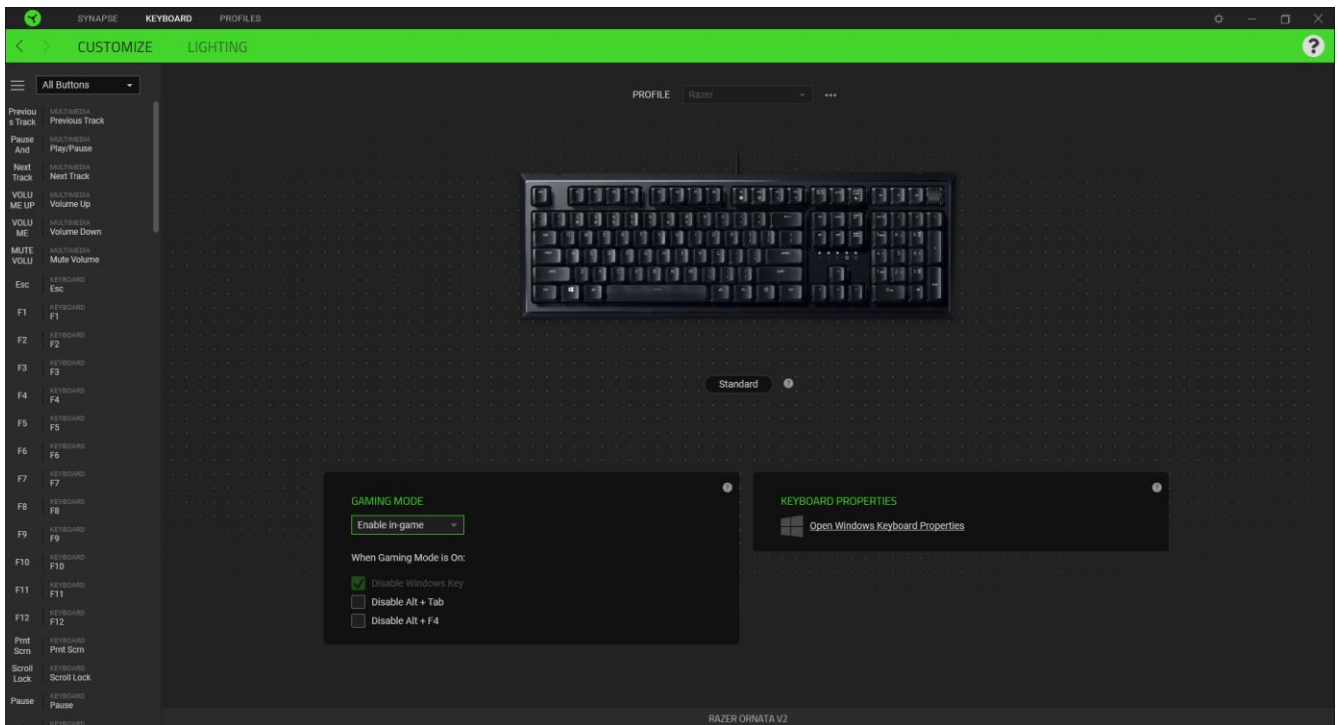 SYNAPSE KEYBOARD PROFILES
CUSTOMIZE LIGHTING ?
All Buttons
PROFILE Razer •••
Previou
s Track
MULTIMEDIA
Previous Track
Pause
And
MULTIMEDIA
Play/Pause
Next
Track
MULTIMEDIA
Next Track
VOLU
ME UP
MULTIMEDIA
Volume Up
VOLU
ME
MULTIMEDIA
Volume Down
MUTE
VOLU
MULTIMEDIA
Mute Volume
Esc
KEYBOARD
Esc
F1
KEYBOARD
F1
F2
KEYBOARD
F2
F3
KEYBOARD
F3
F4
KEYBOARD
F4
F5
KEYBOARD
F5
F6
KEYBOARD
F6
F7
KEYBOARD
F7
F8
KEYBOARD
F8
F9
KEYBOARD
F9
F10
KEYBOARD
F10
F11
KEYBOARD
F11
F12
KEYBOARD
F12
Prnt
Scrn
KEYBOARD
Prnt Scrn
Scroll
Lock
KEYBOARD
Scroll Lock
Pause
KEYBOARD
Pause
KEYBOARD
Standard ?
GAMING MODE ?
Enable in-game
When Gaming Mode is On:
Disable Windows Key
Disable Alt + Tab
Disable Alt + F4
KEYBOARD PROPERTIES ?
Open Windows Keyboard Properties
RAZER ORNATA V2